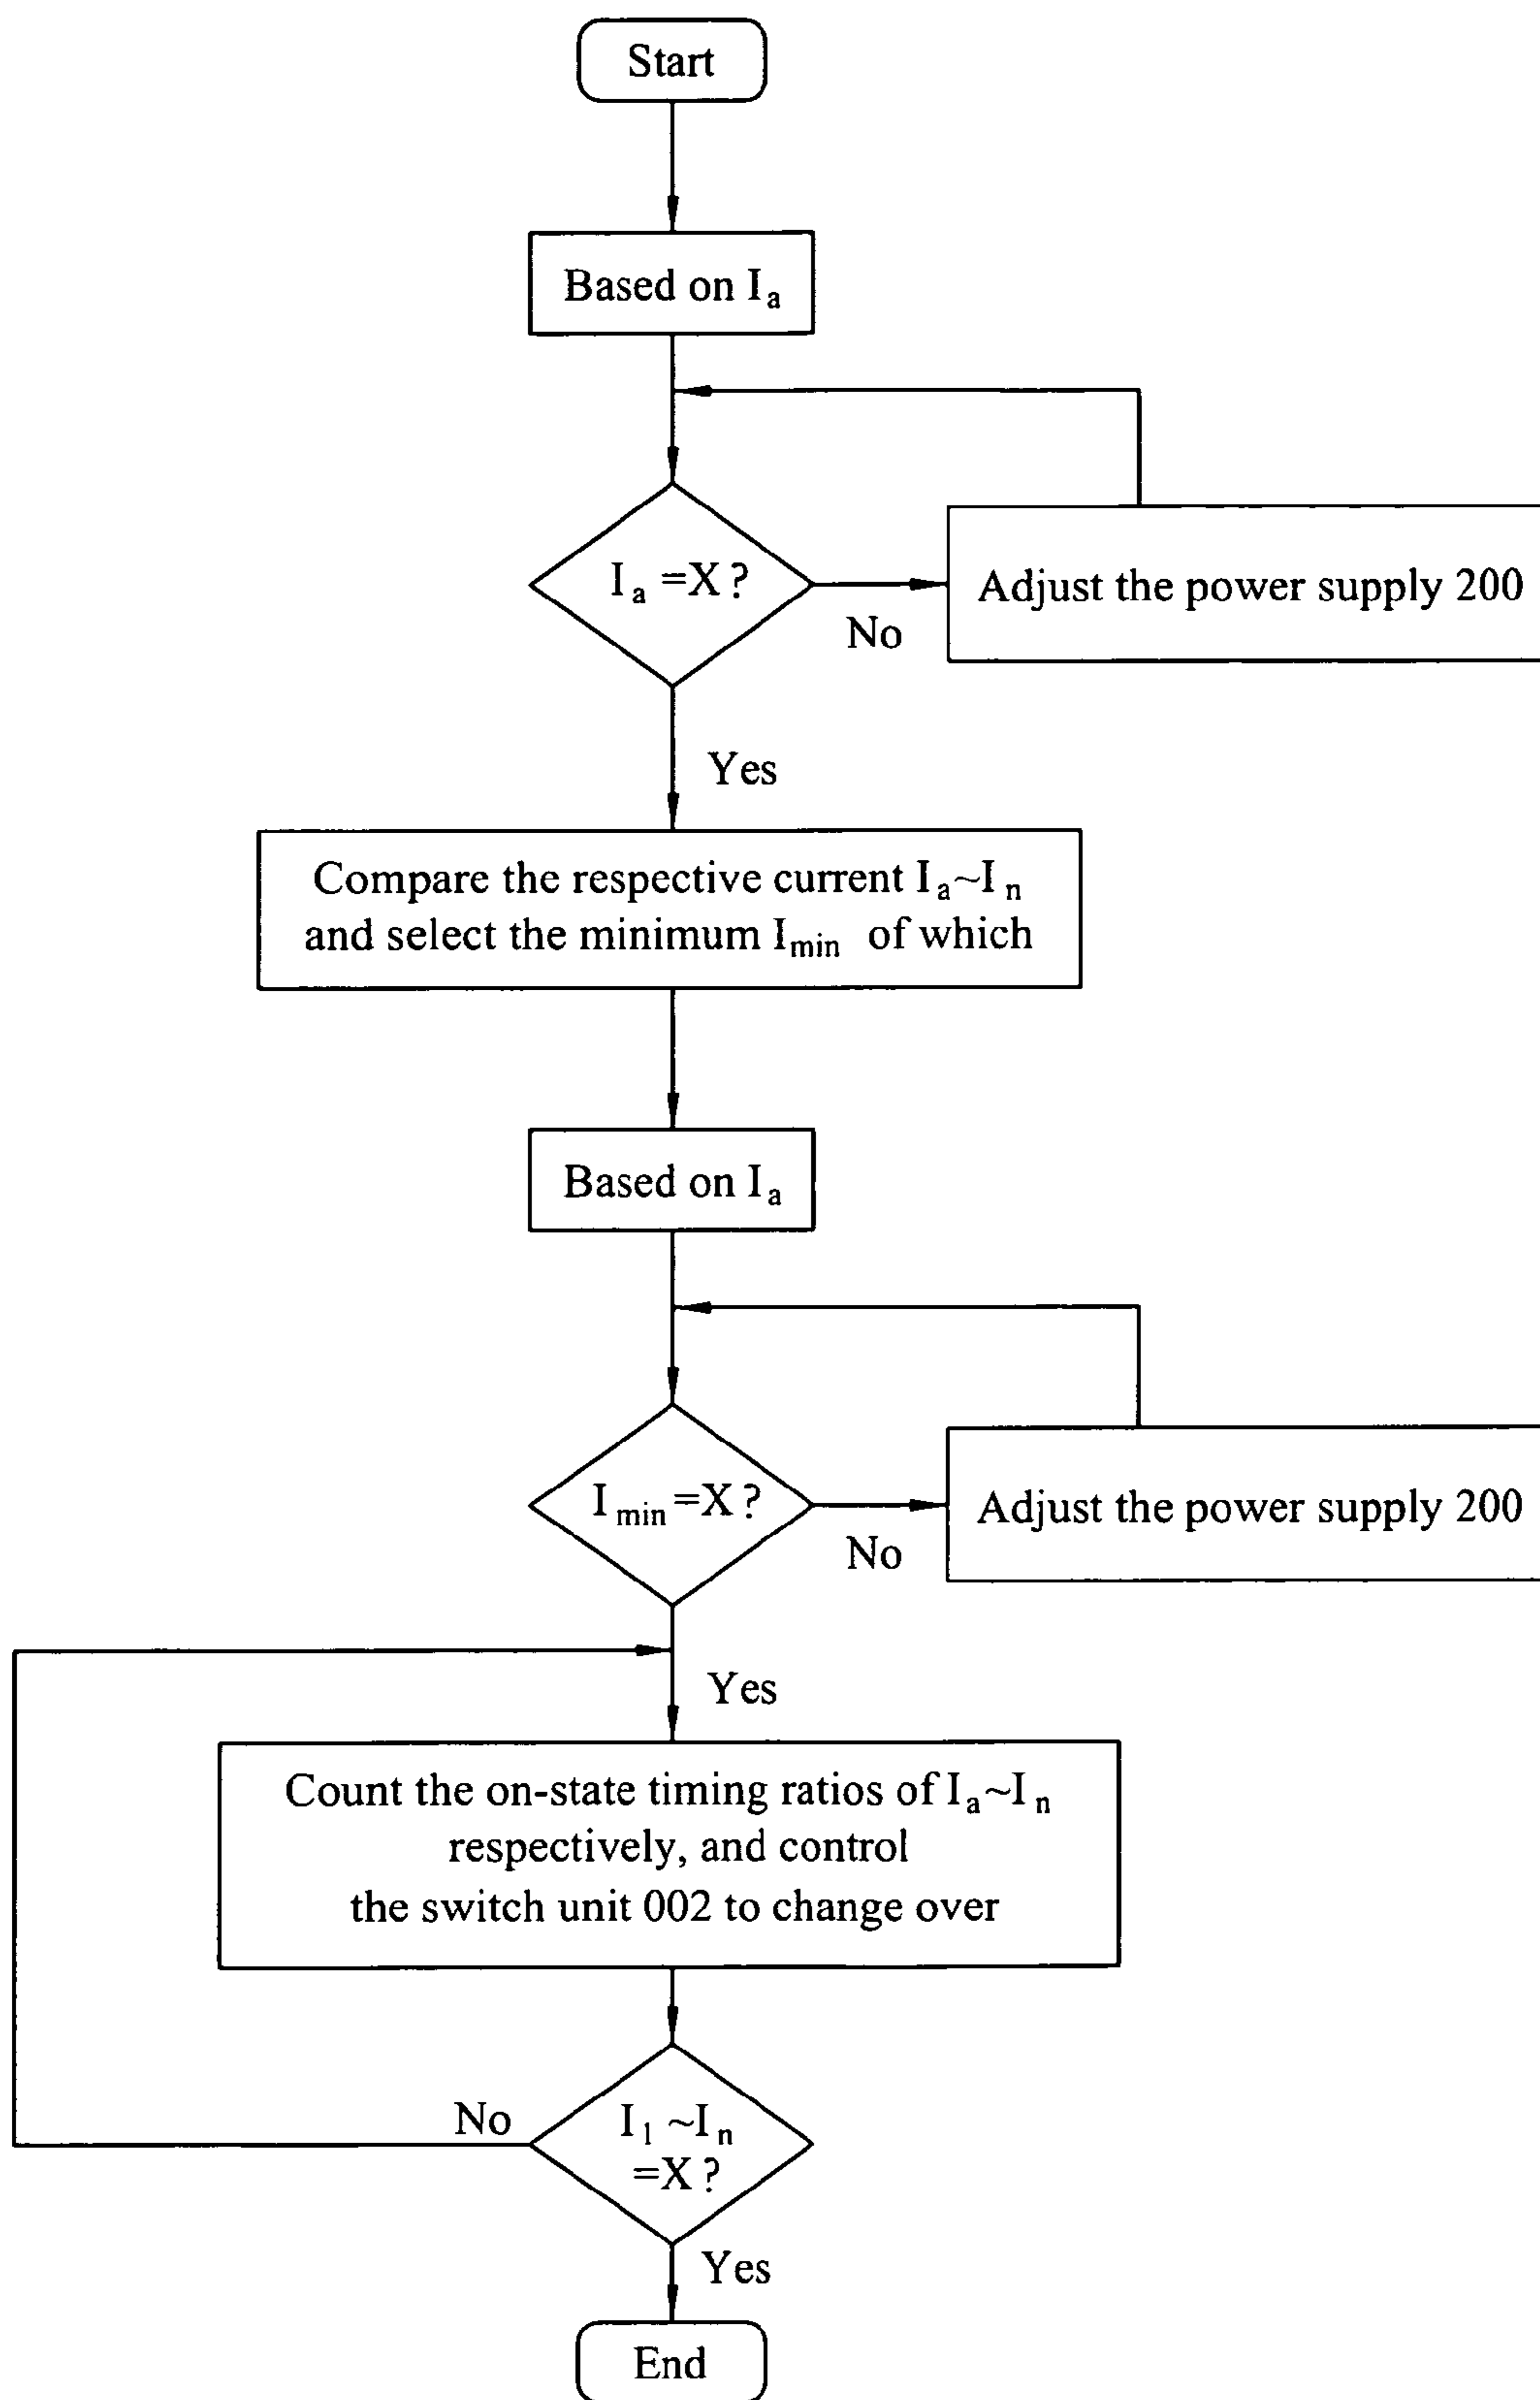 Start
Based on Iₐ
Iₐ =X?
No
Adjust the power supply 200
Yes
Compare the respective current Iₐ~Iₙ
and select the minimum Iₘᵢₙ of which
Based on Iₐ
Iₘᵢₙ=X?
No
Adjust the power supply 200
Yes
Count the on-state timing ratios of Iₐ~Iₙ
respectively, and control
the switch unit 002 to change over
No
I₁ ~Iₙ
=X?
Yes
End